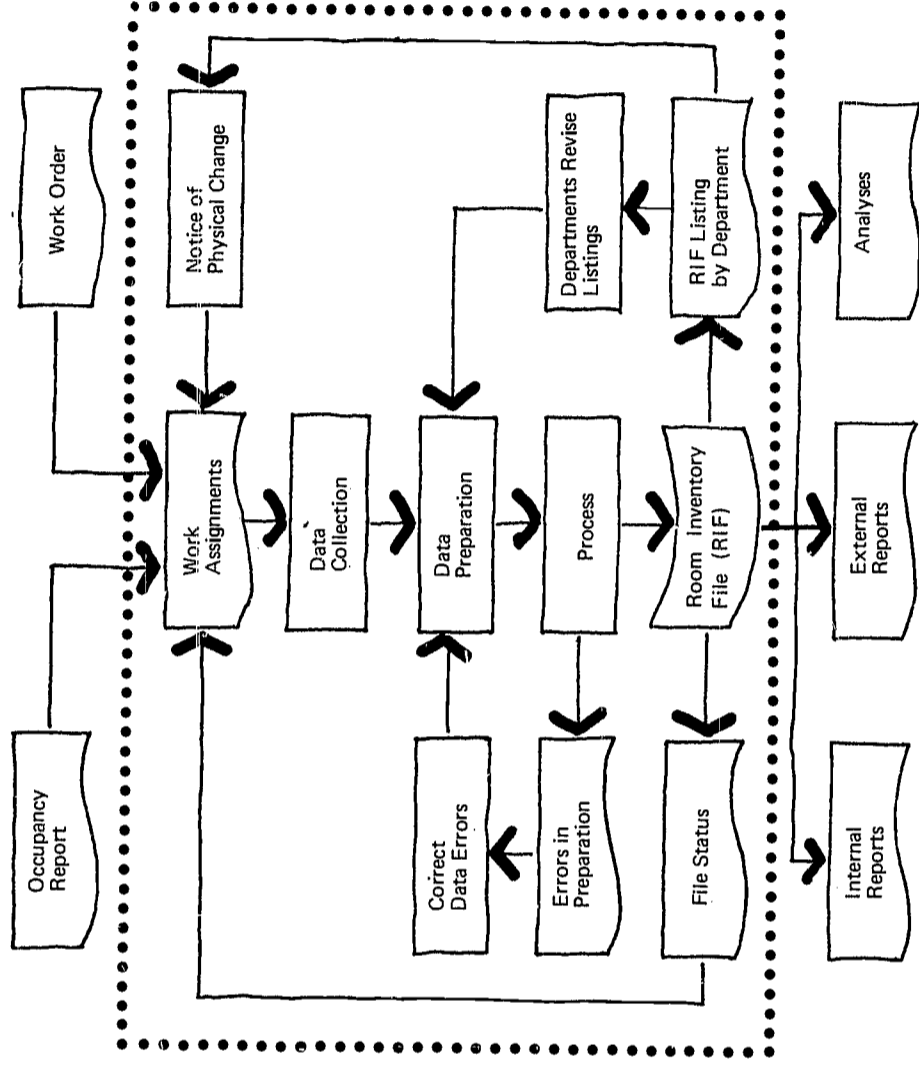 Occupancy
Report
Work Order
Work
Assignments
Notice of
Physical Change
Data
Collection
Correct
Data Errors
Data
Preparation
Errors in
Preparation
Process
Departments Revise
Listings
File Status
Room Inventory
File (RIF)
RIF Listing
by Department
Internal
Reports
External
Reports
Analyses